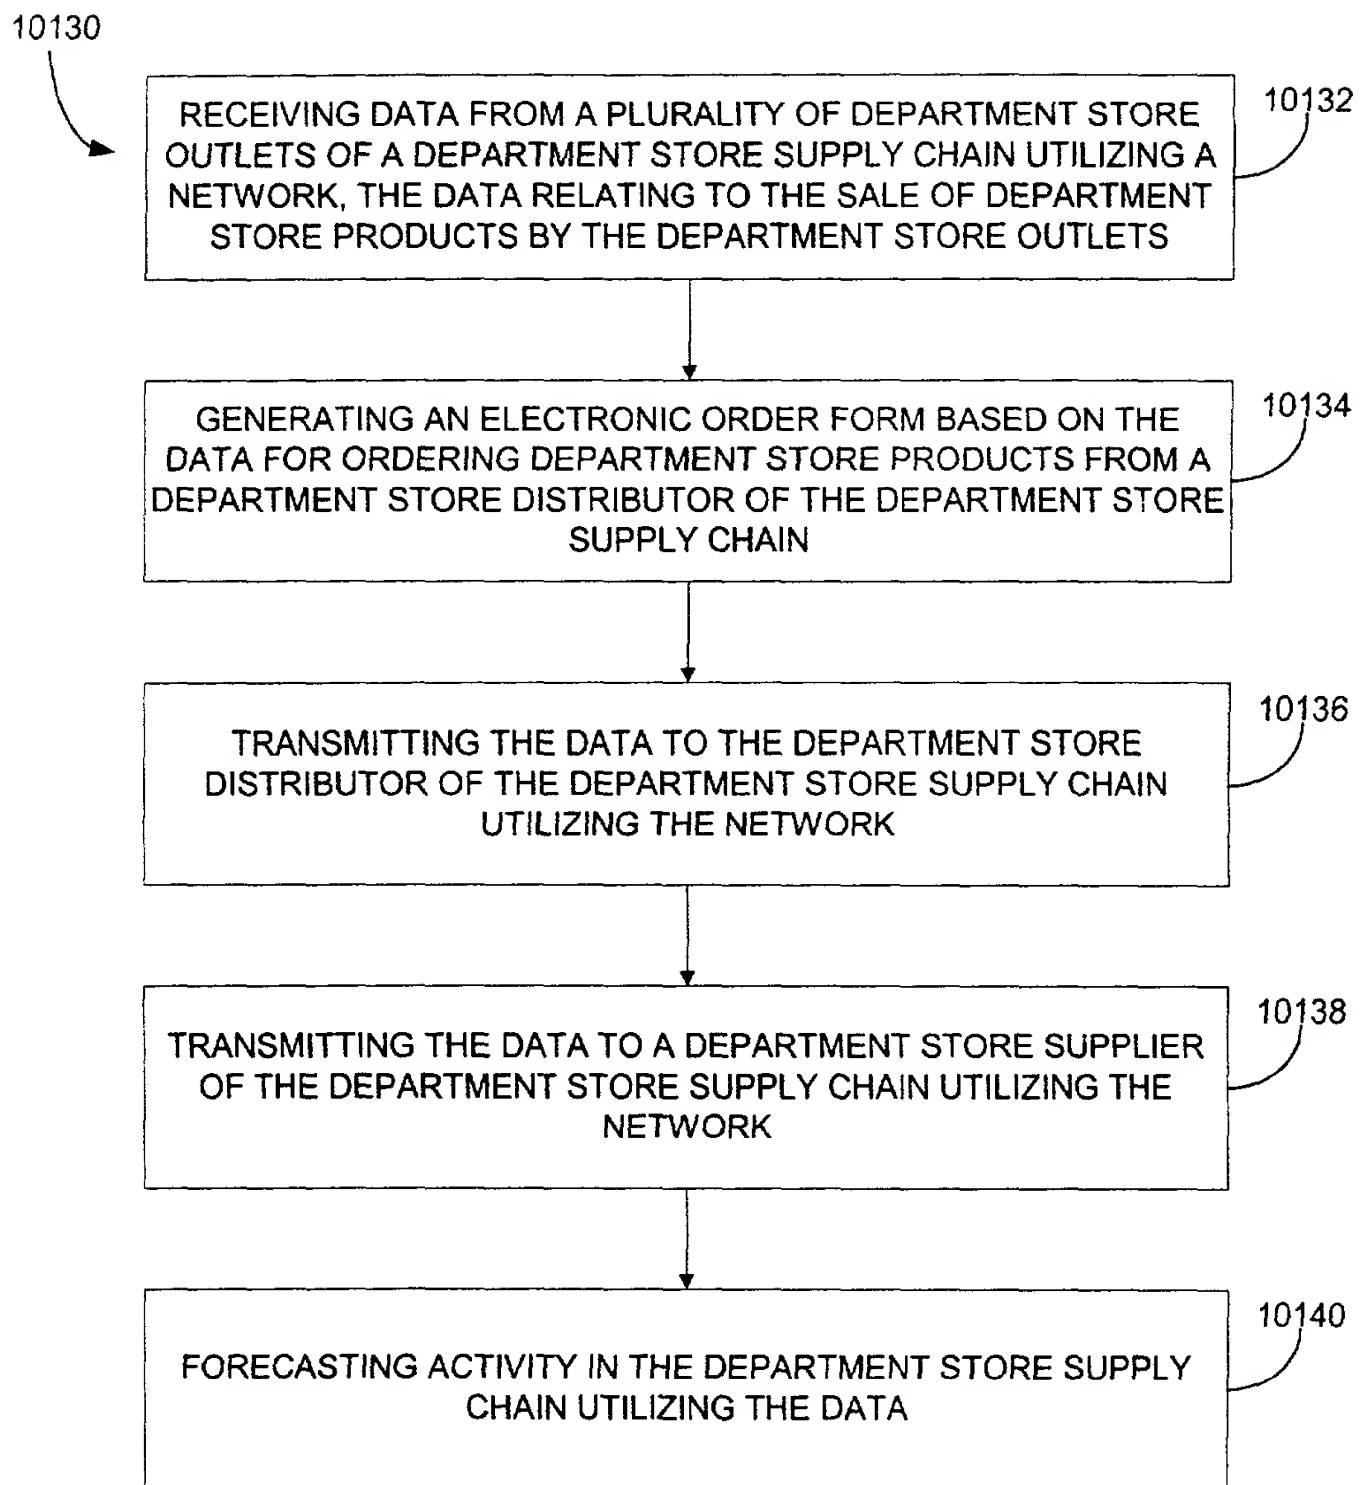 10130
10132
RECEIVING DATA FROM A PLURALITY OF DEPARTMENT STORE
OUTLETS OF A DEPARTMENT STORE SUPPLY CHAIN UTILIZING A
NETWORK, THE DATA RELATING TO THE SALE OF DEPARTMENT
STORE PRODUCTS BY THE DEPARTMENT STORE OUTLETS
10134
GENERATING AN ELECTRONIC ORDER FORM BASED ON THE
DATA FOR ORDERING DEPARTMENT STORE PRODUCTS FROM A
DEPARTMENT STORE DISTRIBUTOR OF THE DEPARTMENT STORE
SUPPLY CHAIN
10136
TRANSMITTING THE DATA TO THE DEPARTMENT STORE
DISTRIBUTOR OF THE DEPARTMENT STORE SUPPLY CHAIN
UTILIZING THE NETWORK
10138
TRANSMITTING THE DATA TO A DEPARTMENT STORE SUPPLIER
OF THE DEPARTMENT STORE SUPPLY CHAIN UTILIZING THE
NETWORK
10140
FORECASTING ACTIVITY IN THE DEPARTMENT STORE SUPPLY
CHAIN UTILIZING THE DATA